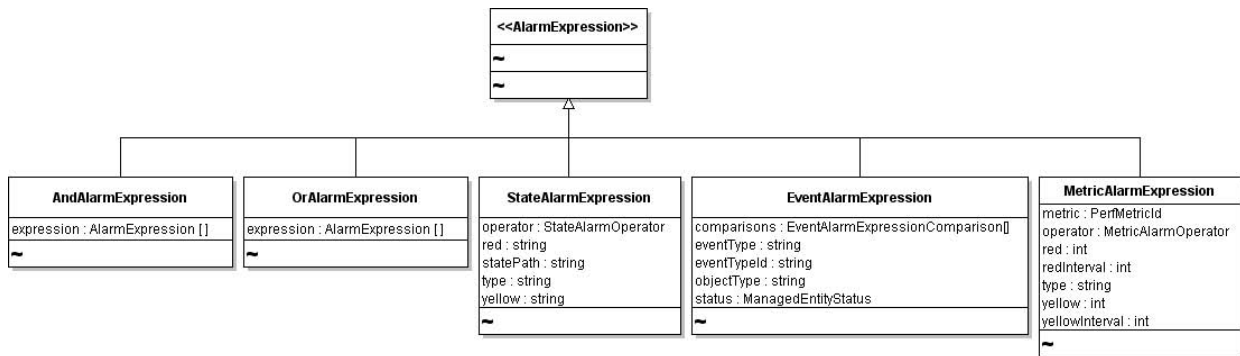 <<AlarmExpression>>
~
~
AndAlarmExpression
expression : AlarmExpression [ ]
~
OrAlarmExpression
expression : AlarmExpression [ ]
~
StateAlarmExpression
operator : StateAlarmOperator
red : string
statePath : string
type : string
yellow : string
~
EventAlarmExpression
comparisons : EventAlarmExpressionComparison[]
eventType : string
eventTypeId : string
objectType : string
status : ManagedEntityStatus
~
MetricAlarmExpression
metric : PerfMetricId
operator : MetricAlarmOperator
red : int
redInterval : int
type : string
yellow : int
yellowInterval : int
~